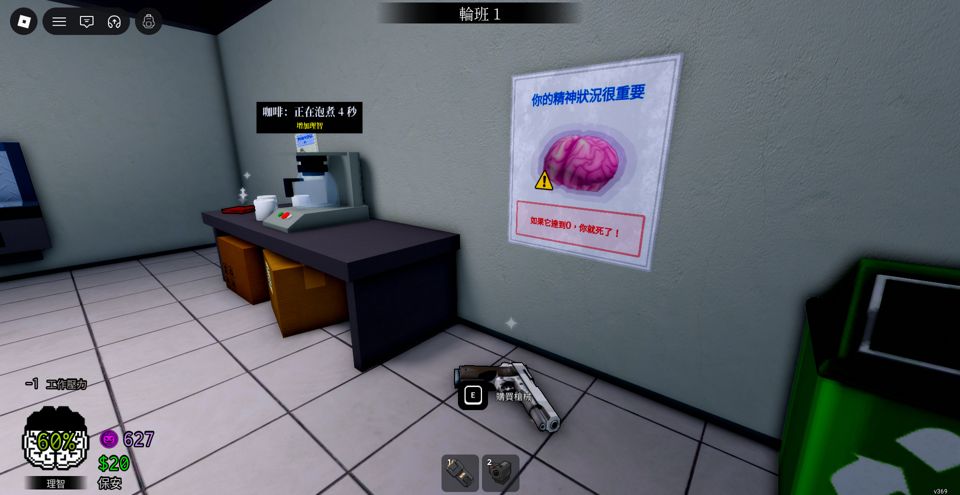 輪班 1
咖啡: 正在泡煮 4 秒
增加理智
你的精神狀況很重要
如果它達到0，你就死了！
E
購買槍枝
-1 工作壓力
60%
627
$20
理智
保安
1
2
v369